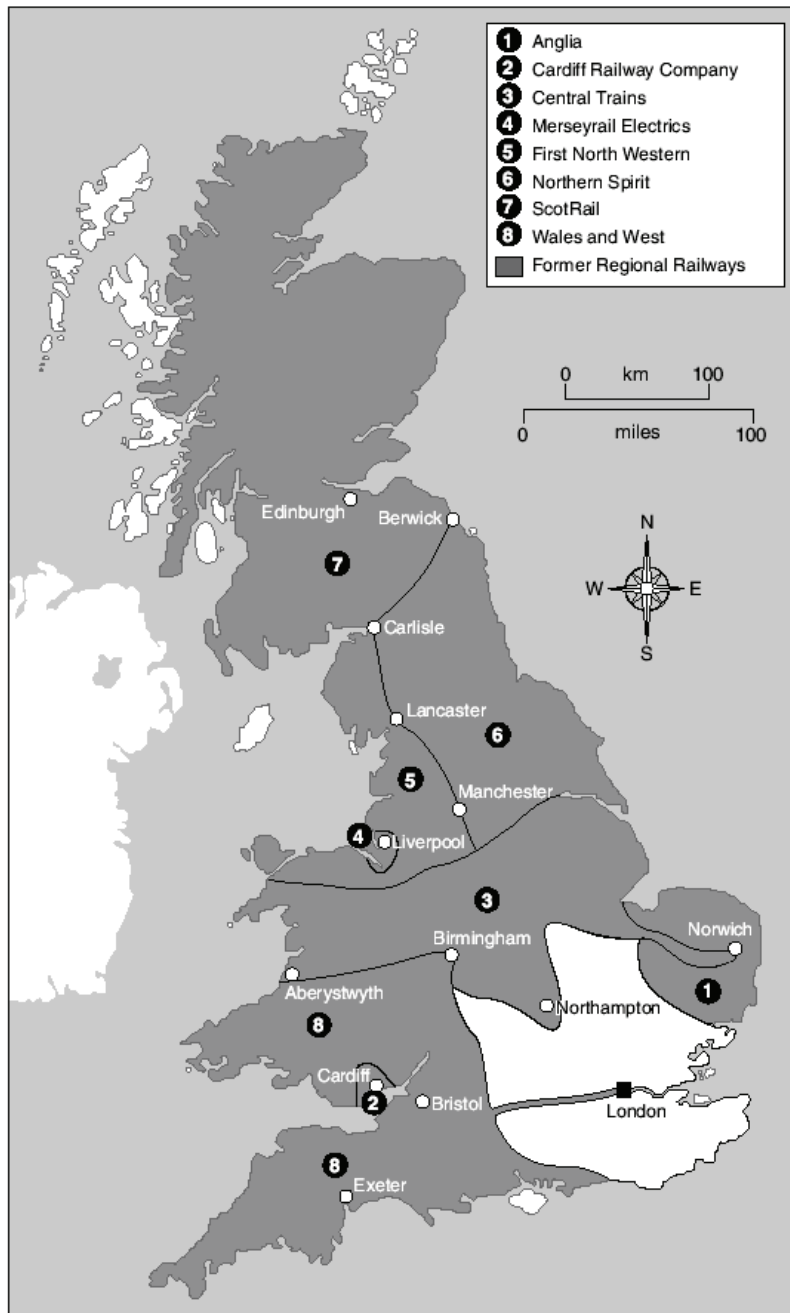 1 Anglia
2 Cardiff Railway Company
3 Central Trains
4 Merseyrail Electrics
5 First North Western
6 Northern Spirit
7 ScotRail
8 Wales and West
Former Regional Railways
0 km 100
0 miles 100
N
W E
S
Edinburgh
Berwick
7
Carlisle
Lancaster
6
5
Manchester
4
Liverpool
3
Norwich
Birmingham
Aberystwyth
1
Northampton
8
Cardiff
2
Bristol
London
8
Exeter